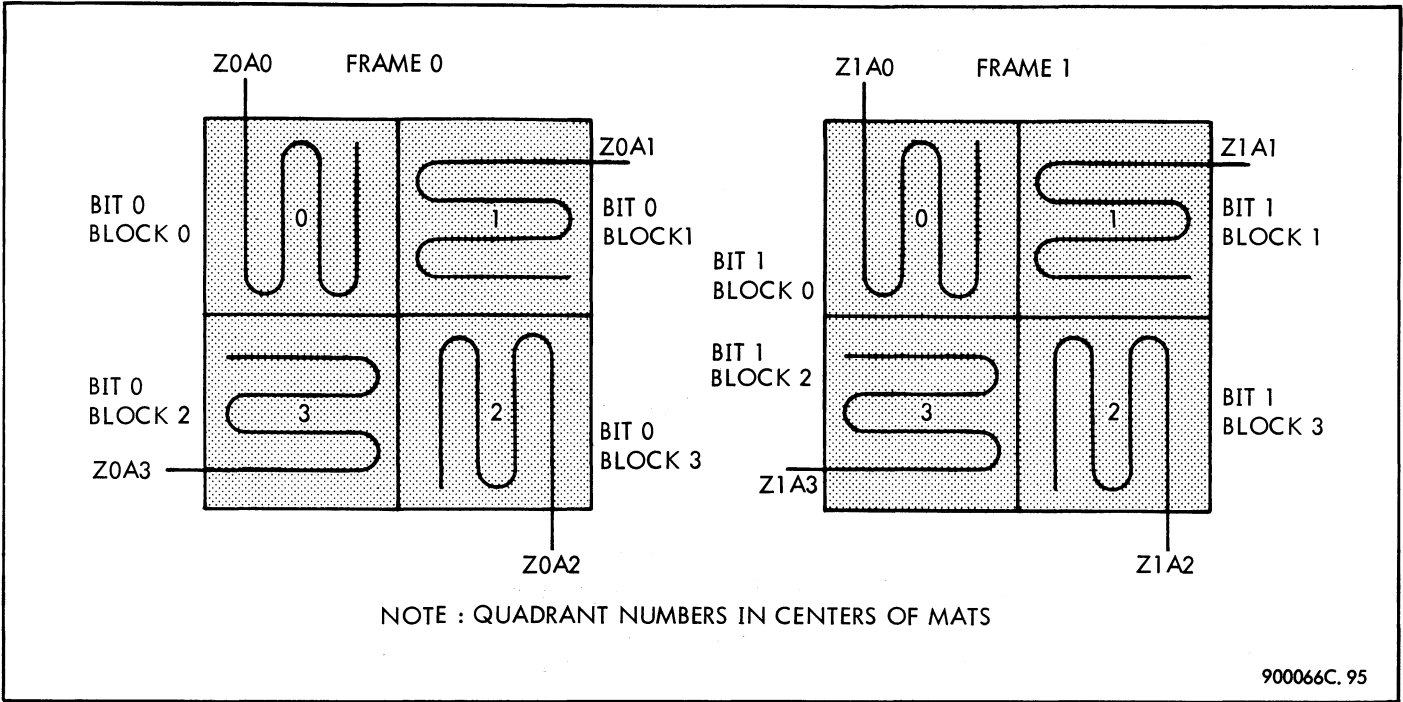 Z0A0
FRAME 0
Z1A0
FRAME 1
Z0A1
Z1A1
BIT 0
BLOCK 0
0
1
BIT 0
BLOCK1
BIT 1
BLOCK 0
0
1
BIT 1
BLOCK 1
BIT 0
BLOCK 2
3
2
BIT 0
BLOCK 3
BIT 1
BLOCK 2
3
2
BIT 1
BLOCK 3
Z0A3
Z0A2
Z1A3
Z1A2
NOTE : QUADRANT NUMBERS IN CENTERS OF MATS
900066C. 95